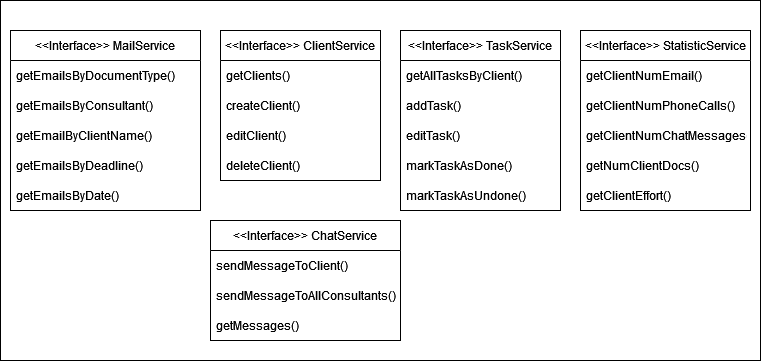 <<Interface>> MailService
getEmailsByDocumentType()
getEmailsByConsultant()
getEmailByClientName()
getEmailsByDeadline()
getEmailsByDate()
<<Interface>> ClientService
getClients()
createClient()
editClient()
deleteClient()
<<Interface>> TaskService
getAllTasksByClient()
addTask()
editTask()
markTaskAsDone()
markTaskAsUndone()
<<Interface>> StatisticService
getClientNumEmail()
getClientNumPhoneCalls()
getClientNumChatMessages
getNumClientDocs()
getClientEffort()
<<Interface>> ChatService
sendMessageToClient()
sendMessageToAllConsultants()
getMessages()